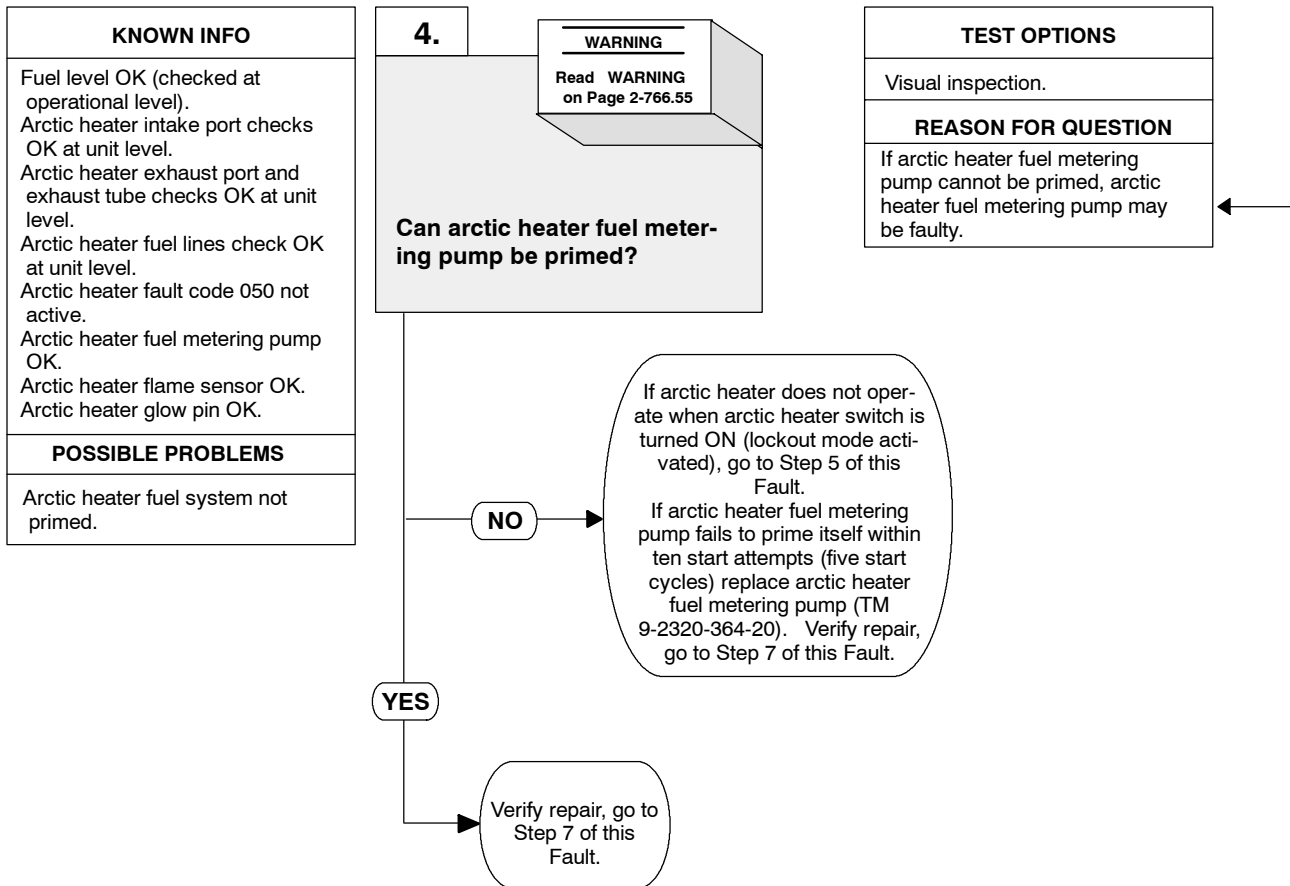 KNOWN INFO
Fuel level OK (checked at
operational level).
Arctic heater intake port checks
OK at unit level.
Arctic heater exhaust port and
exhaust tube checks OK at unit
level.
Arctic heater fuel lines check OK
at unit level.
Arctic heater fault code 050 not
active.
Arctic heater fuel metering pump
OK.
Arctic heater flame sensor OK.
Arctic heater glow pin OK.
POSSIBLE PROBLEMS
Arctic heater fuel system not
primed.
4.
WARNING
Read WARNING
on Page 2-766.55
Can arctic heater fuel meter-
ing pump be primed?
TEST OPTIONS
Visual inspection.
REASON FOR QUESTION
If arctic heater fuel metering
pump cannot be primed, arctic
heater fuel metering pump may
be faulty.
NO
If arctic heater does not oper-
ate when arctic heater switch is
turned ON (lockout mode acti-
vated), go to Step 5 of this
Fault.
If arctic heater fuel metering
pump fails to prime itself within
ten start attempts (five start
cycles) replace arctic heater
fuel metering pump (TM
9-2320-364-20). Verify repair,
go to Step 7 of this Fault.
YES
Verify repair, go to
Step 7 of this
Fault.